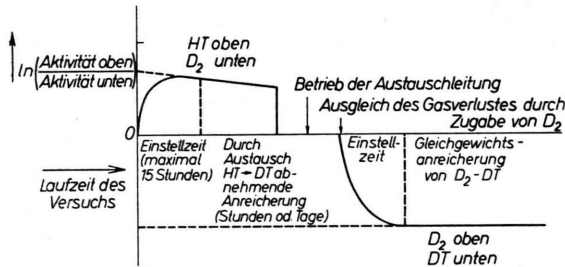 ln(Aktivität oben/Aktivität unten)
HT oben
D₂ unten
Betrieb der Austauschleitung
Ausgleich des Gasverlustes durch
Zugabe von D₂
0
Einstellzeit
(maximal
15 Stunden)
Durch
Austausch
HT→DT ab-
nehmende
Anreicherung
(Stunden od. Tage)
Einstell-
zeit
Gleichgewichts-
anreicherung
von D₂-DT
Laufzeit des
Versuchs
D₂ oben
DT unten